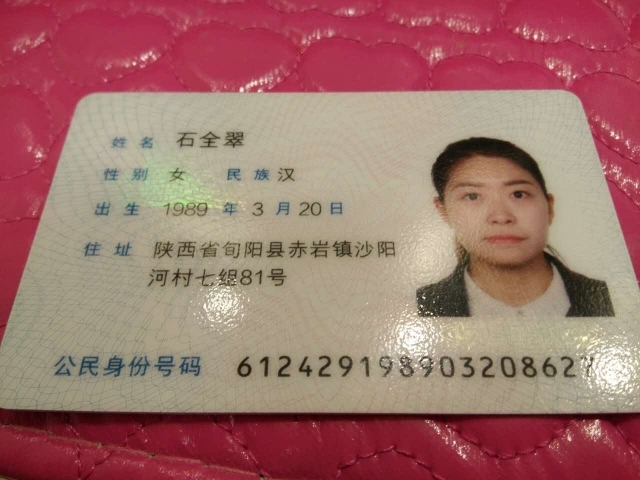 姓名 石全翠
性别 女 民族 汉
出生 1989 年 3 月 20 日
住址 陕西省旬阳县赤岩镇沙阳
河村七组81号
公民身份号码 612429198903208627